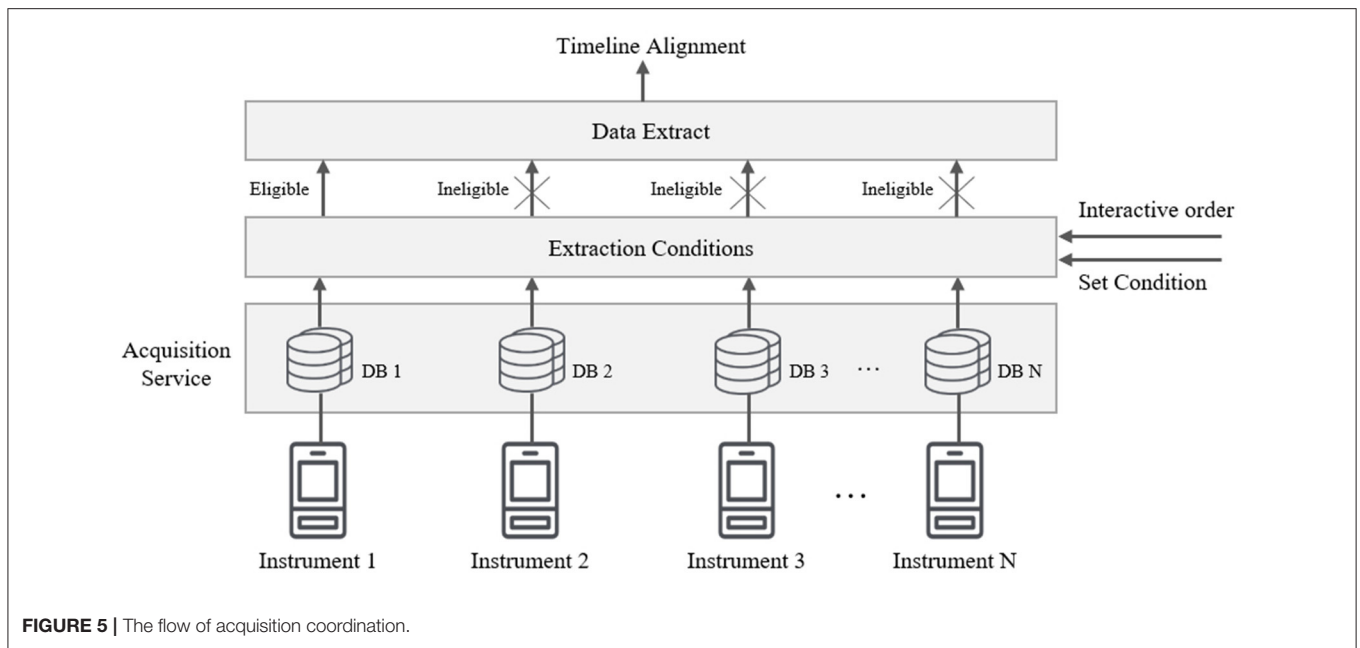 Timeline Alignment
Data Extract
Eligible
Ineligible
Ineligible
Ineligible
Interactive order
Extraction Conditions
Set Condition
Acquisition
Service
DB 1
DB 2
DB 3
...
DB N
...
Instrument 1
Instrument 2
Instrument 3
Instrument N
FIGURE 5 | The flow of acquisition coordination.